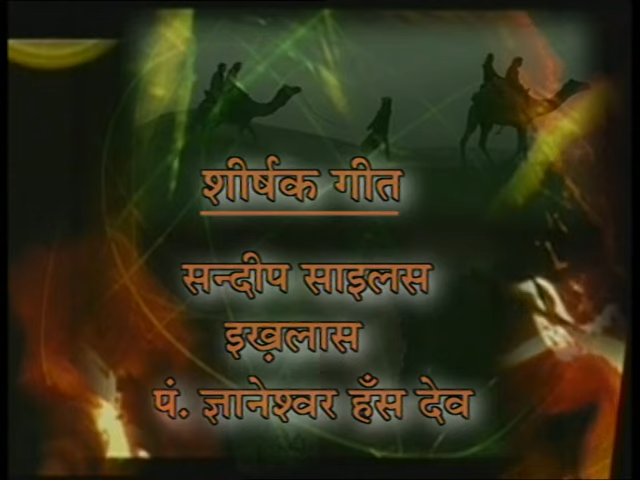 शीर्षक गीत
सन्दीप साइलस
इख़लास
पं. ज्ञानेश्वर हँस देव